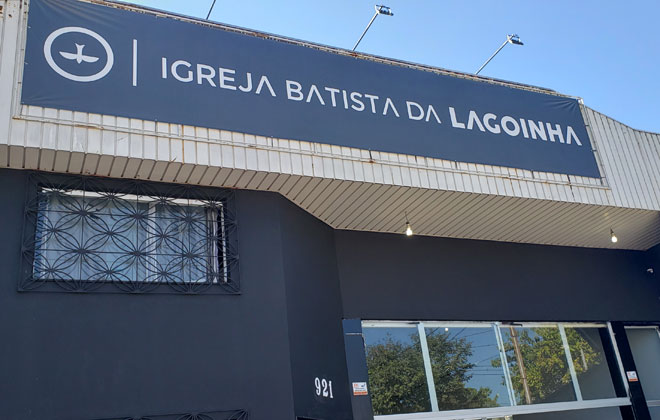 IGREJA BATISTA DA LAGOINHA
921